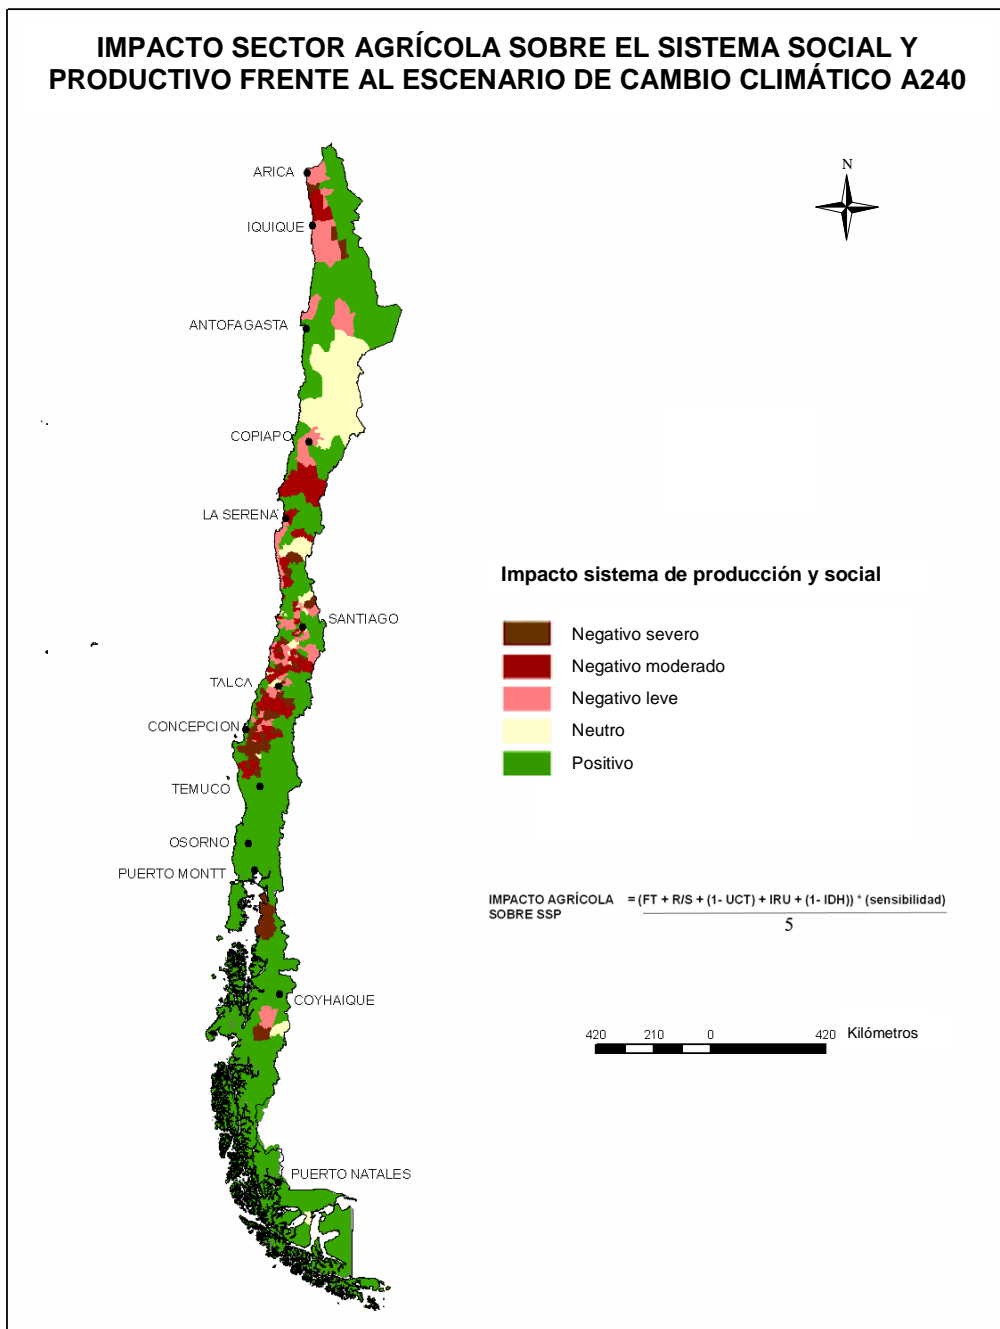 IMPACTO SECTOR AGRÍCOLA SOBRE EL SISTEMA SOCIAL Y
PRODUCTIVO FRENTE AL ESCENARIO DE CAMBIO CLIMÁTICO A240
N
ARICA
IQUIQUE
ANTOFAGASTA
COPIAPO
LA SERENA
SANTIAGO
TALCA
CONCEPCION
TEMUCO
OSORNO
PUERTO MONTT
COYHAIQUE
PUERTO NATALES
Impacto sistema de producción y social
Negativo severo
Negativo moderado
Negativo leve
Neutro
Positivo
IMPACTO AGRÍCOLA = (FT + R/S + (1- UCT) + IRU + (1- IDH)) * (sensibilidad)
SOBRE SSP
5
420 210 0 420 Kilómetros